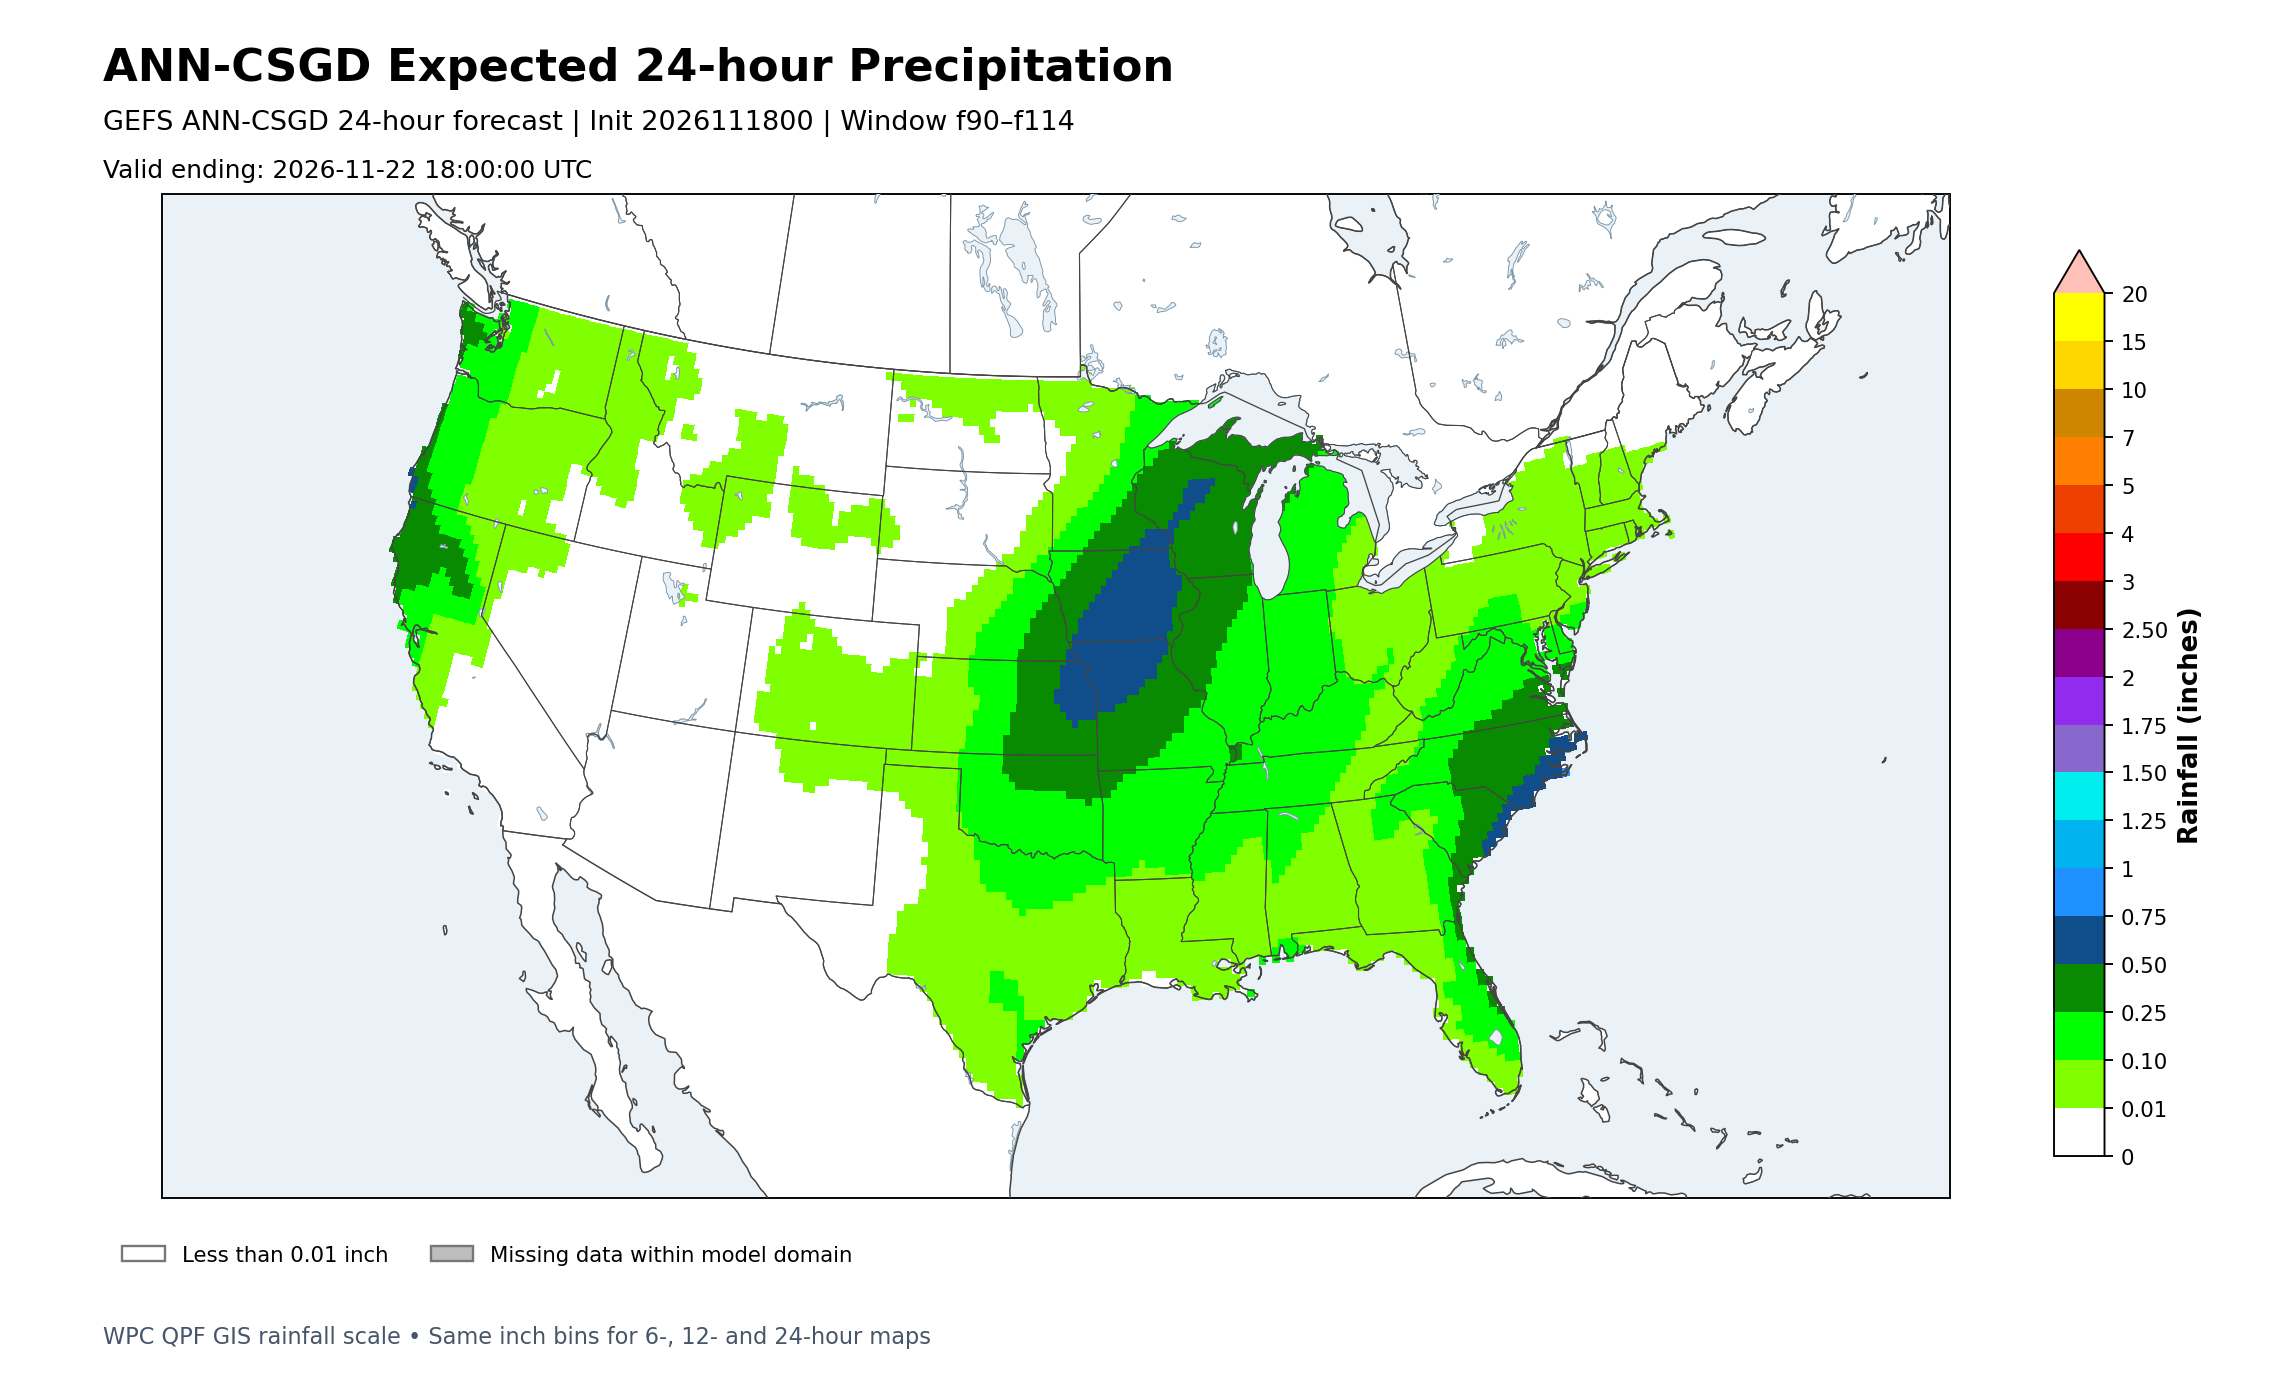 ANN-CSGD Expected 24-hour Precipitation
GEFS ANN-CSGD 24-hour forecast | Init 2026111800 | Window f90–f114
Valid ending: 2026-11-22 18:00:00 UTC
20
15
10
7
5
4
3
2.50
2
1.75
1.50
1.25
1
0.75
0.50
0.25
0.10
0.01
0
Rainfall (inches)
Less than 0.01 inch
Missing data within model domain
WPC QPF GIS rainfall scale • Same inch bins for 6-, 12- and 24-hour maps